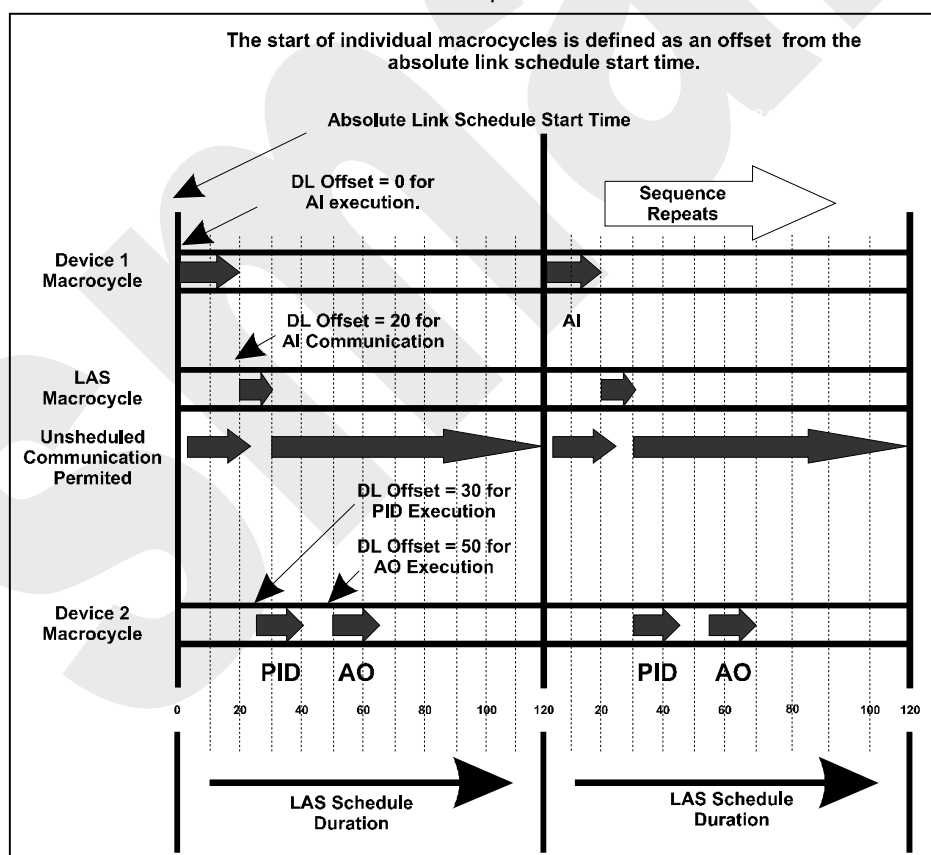 The start of individual macrocycles is defined as an offset from the
absolute link schedule start time.
Absolute Link Schedule Start Time
DL Offset = 0 for
AI execution.
Sequence
Repeats
Device 1
Macrocycle
AI
DL Offset = 20 for
AI Communication
LAS
Macrocycle
Unsheduled
Communication
Permited
DL Offset = 30 for
PID Execution
DL Offset = 50 for
AO Execution
Device 2
Macrocycle
PID AO PID AO
0 20 40 60 80 100 120 20 40 60 80 100 120
LAS Schedule
Duration
LAS Schedule
Duration